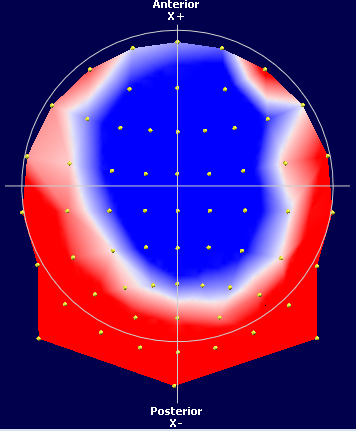 Anterior
X+
Posterior
X-